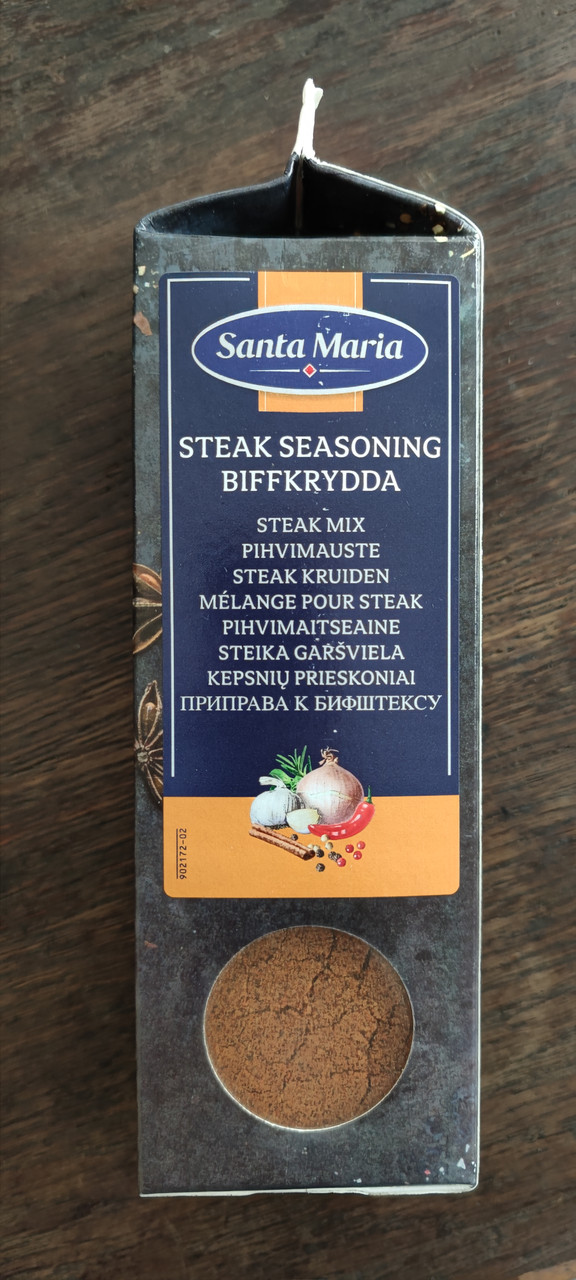 Santa Maria
STEAK SEASONING
BIFFKRYDDA
STEAK MIX
PIHVIMAUSTE
STEAK KRUIDEN
MÉLANGE POUR STEAK
PIHVIMAITSEAINE
STEIKA GARŠVIELA
KEPSNIŲ PRIESKONIAI
ПРИПРАВА К БИФШТЕКСУ
902172-02